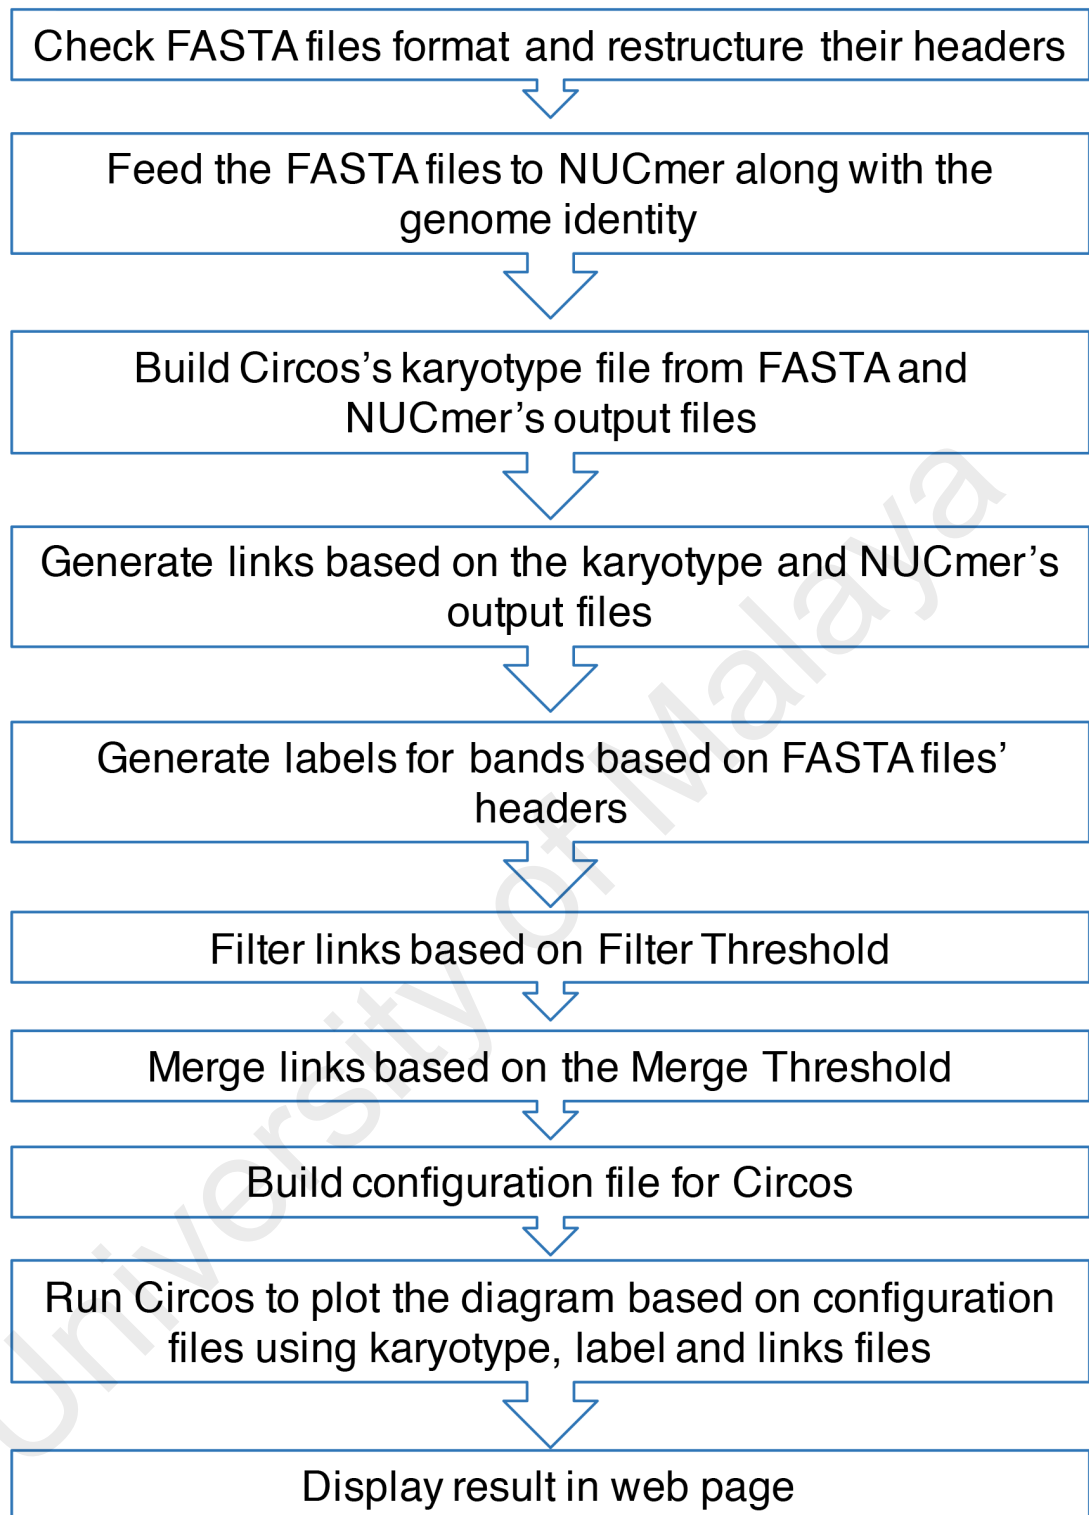 Check FASTA files format and restructure their headers
Feed the FASTA files to NUCmer along with the
genome identity
Build Circos's karyotype file from FASTA and
NUCmer's output files
Generate links based on the karyotype and NUCmer's
output files
Generate labels for bands based on FASTA files'
headers
Filter links based on Filter Threshold
Merge links based on the Merge Threshold
Build configuration file for Circos
Run Circos to plot the diagram based on configuration
files using karyotype, label and links files
Display result in web page
University of Malaya